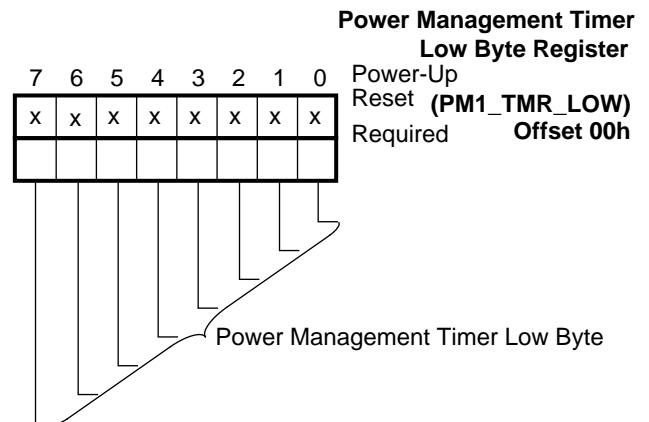 Power Management Timer
Low Byte Register
7 6 5 4 3 2 1 0
Power-Up
Reset
(PM1_TMR_LOW)
x x x x x x x x
Required
Offset 00h
Power Management Timer Low Byte